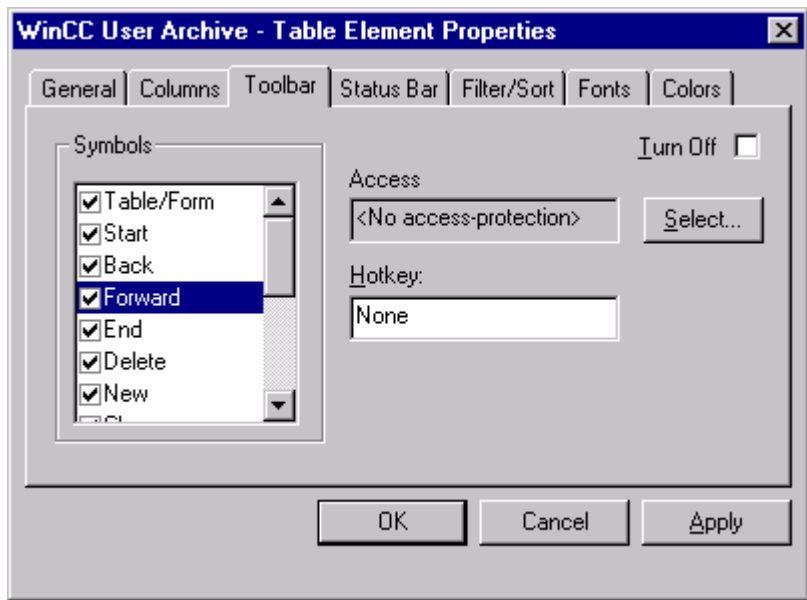 WinCC User Archive - Table Element Properties
General Columns Toolbar Status Bar Filter/Sort Fonts Colors
Symbols
Turn Off
Table/Form
Start
Back
Forward
End
Delete
New
Access
<No access-protection>
Select...
Hotkey:
None
OK Cancel Apply